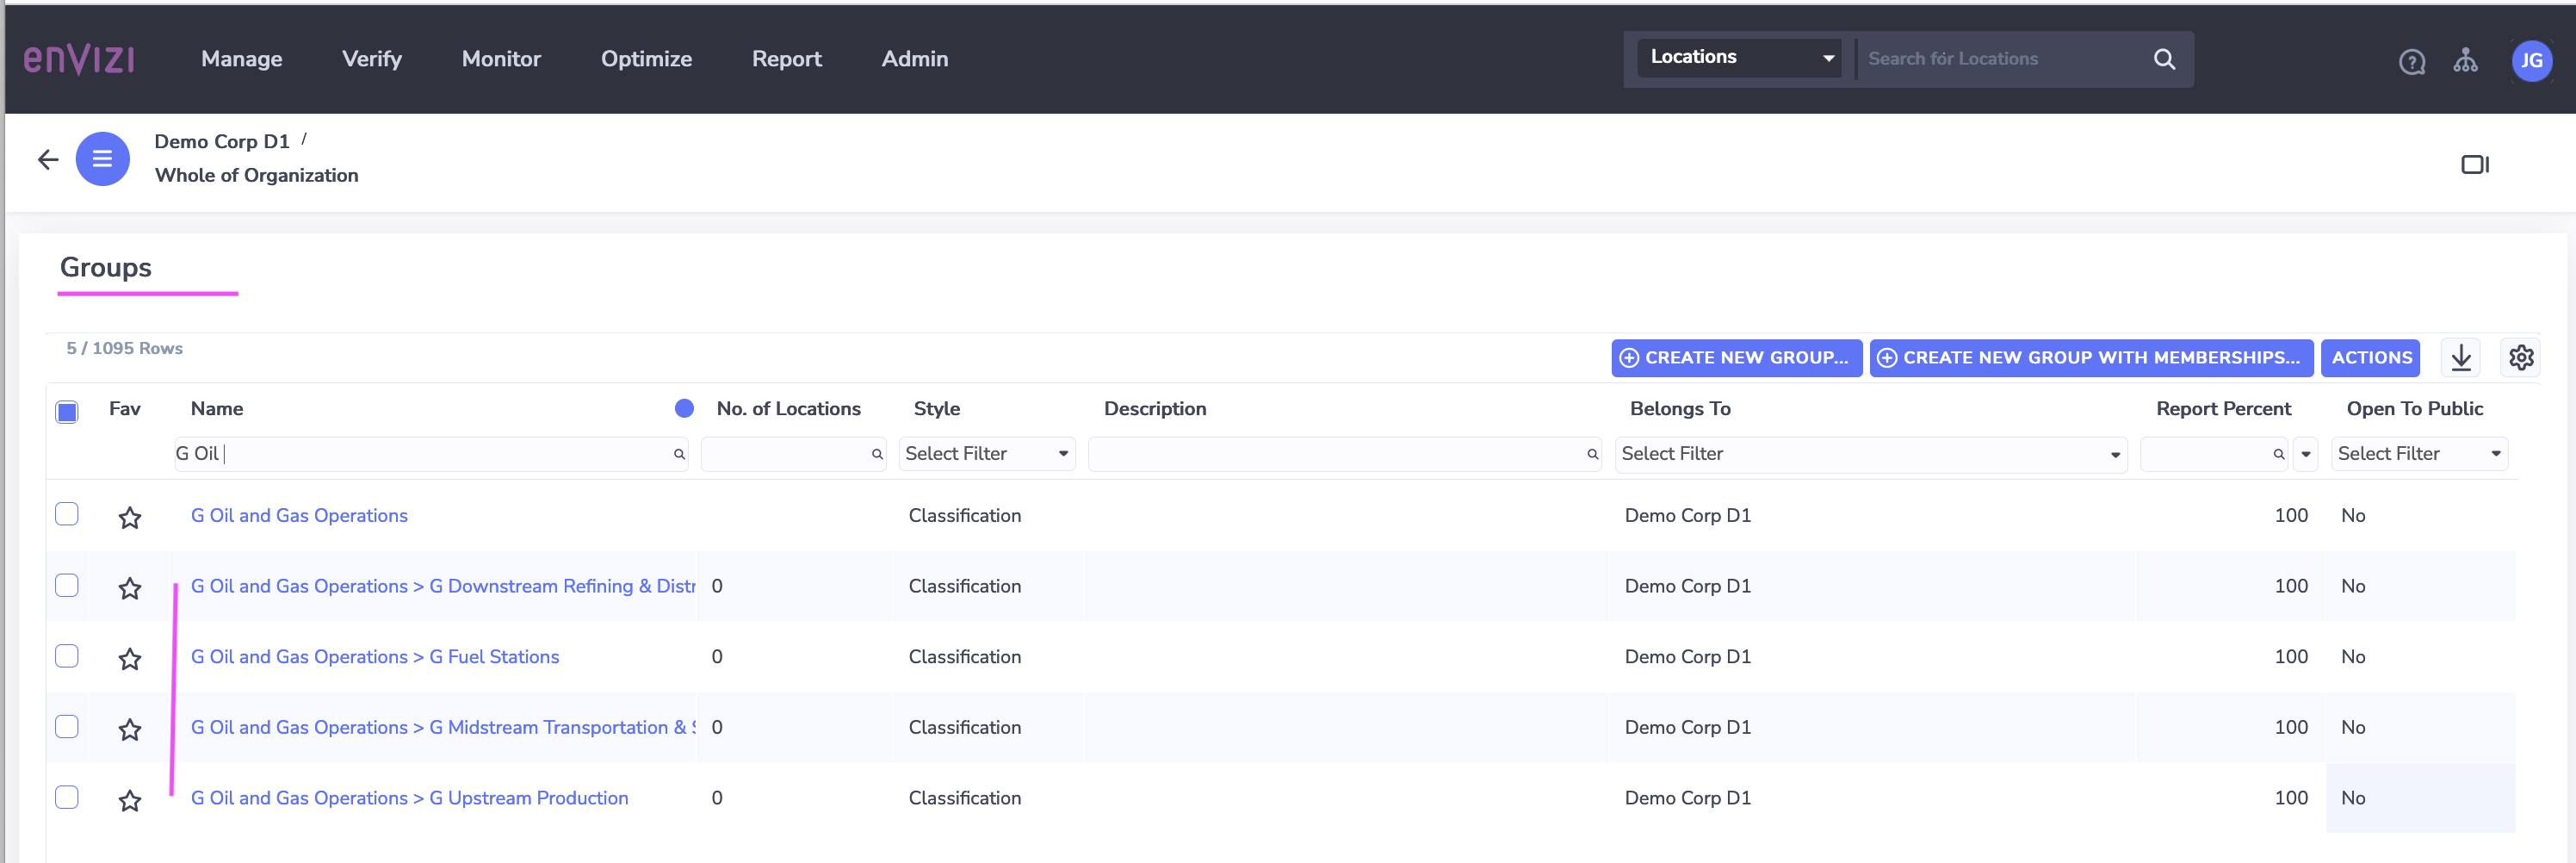 enVIZI Manage Verify Monitor Optimize Report Admin Locations Search for Locations JG
Demo Corp D1 /
Whole of Organization
Groups
5 / 1095 Rows CREATE NEW GROUP... CREATE NEW GROUP WITH MEMBERSHIPS... ACTIONS
Fav Name No. of Locations Style Description Belongs To Report Percent Open To Public
G Oil Select Filter Select Filter Select Filter
G Oil and Gas Operations Classification Demo Corp D1 100 No
G Oil and Gas Operations > G Downstream Refining & Distr 0 Classification Demo Corp D1 100 No
G Oil and Gas Operations > G Fuel Stations 0 Classification Demo Corp D1 100 No
G Oil and Gas Operations > G Midstream Transportation & S 0 Classification Demo Corp D1 100 No
G Oil and Gas Operations > G Upstream Production 0 Classification Demo Corp D1 100 No